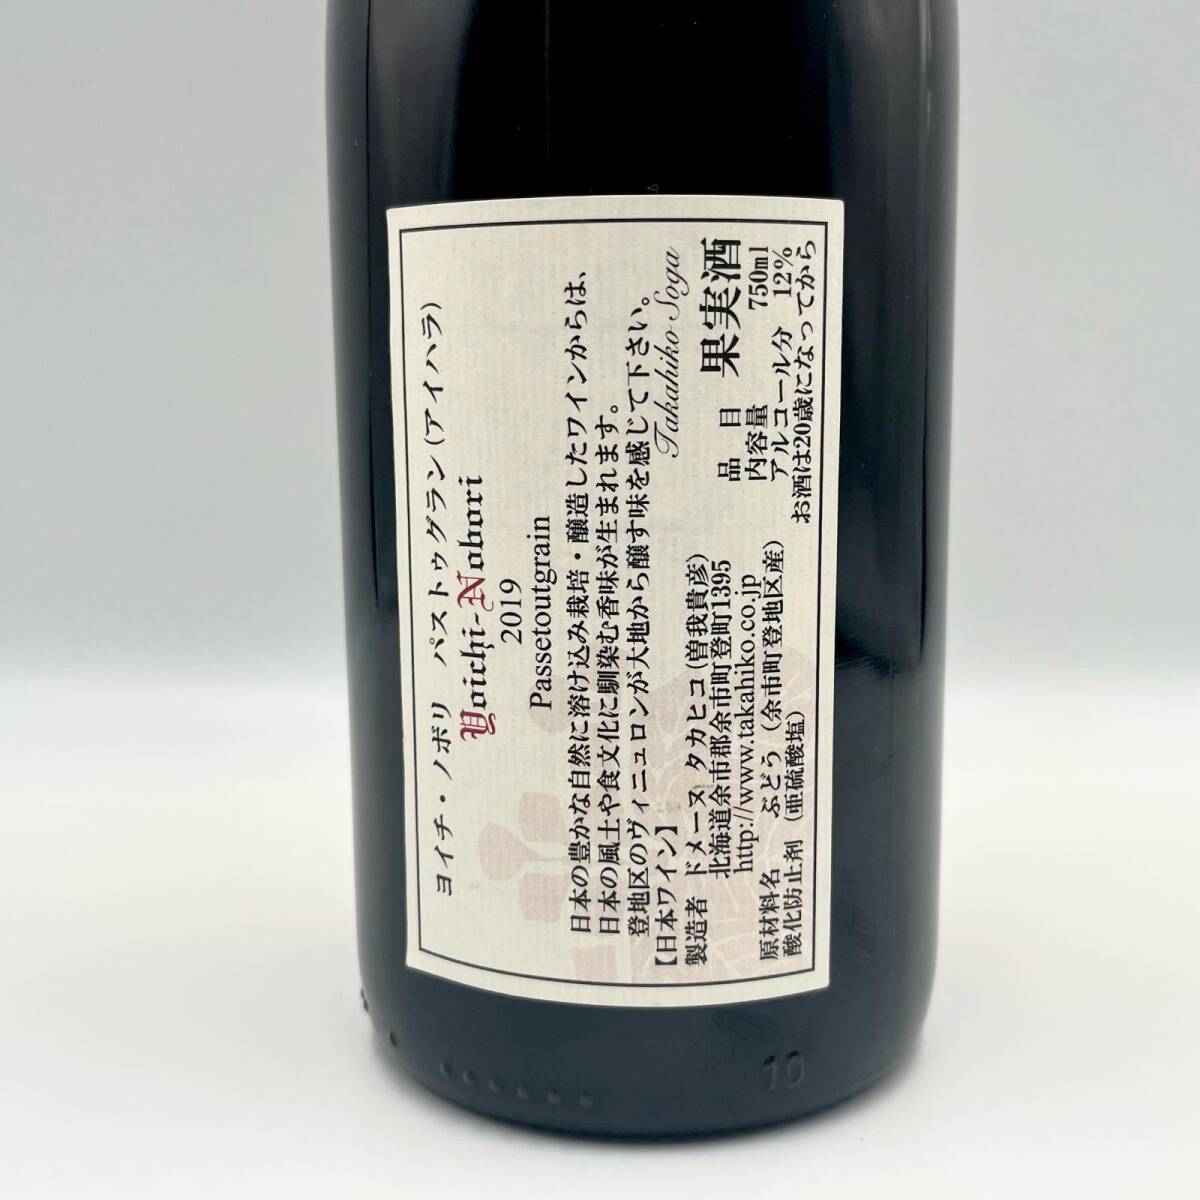 ヨイチ・ノボリ　パストゥグラン(アイハラ)
Yoichi-Nobori
2019
Passetoutgrain
日本の豊かな自然に溶け込み栽培・醸造したワインからは、
日本の風土や食文化に馴染む香味が生まれます。
登地区のヴィニュロンが大地から醸す味を感じて下さい。
Takahiko Soga
【日本ワイン】
製造者　ドメーヌ タカヒコ(曽我貴彦)
北海道余市郡余市町登町1395
http://www.takahiko.co.jp
原材料名　ぶどう (余市町登地区産)
酸化防止剤 (亜硫酸塩)
品　目　果実酒
内容量　750ml
アルコール分　12%
お酒は20歳になってから
10